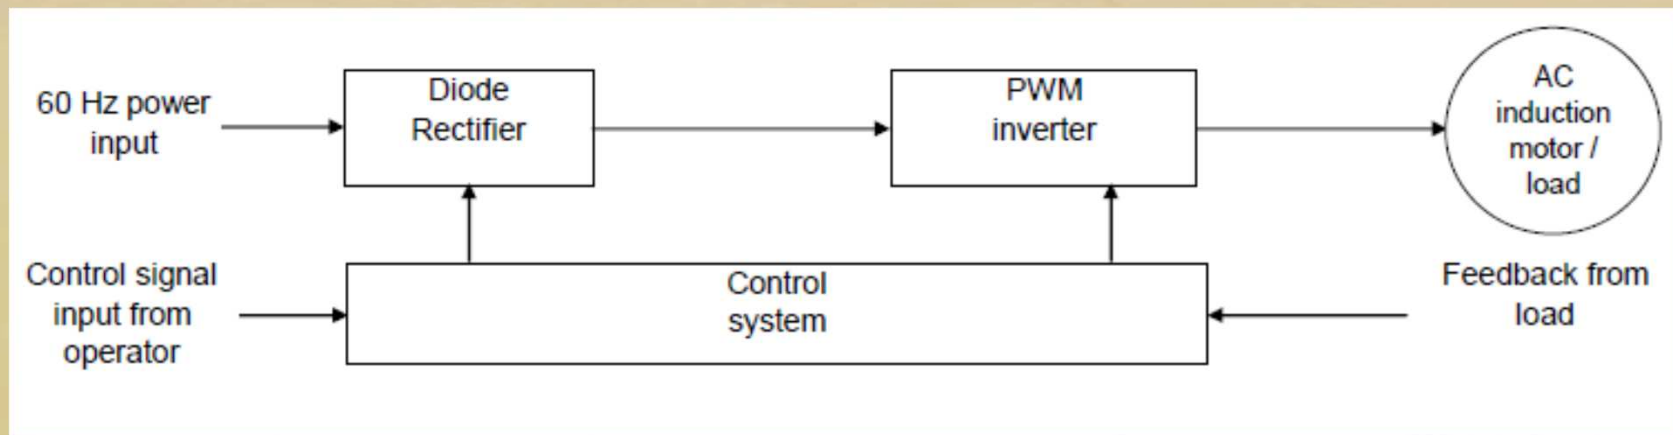 60 Hz power
input
Diode
Rectifier
PWM
inverter
AC
induction
motor /
load
Control signal
input from
operator
Control
system
Feedback from
load